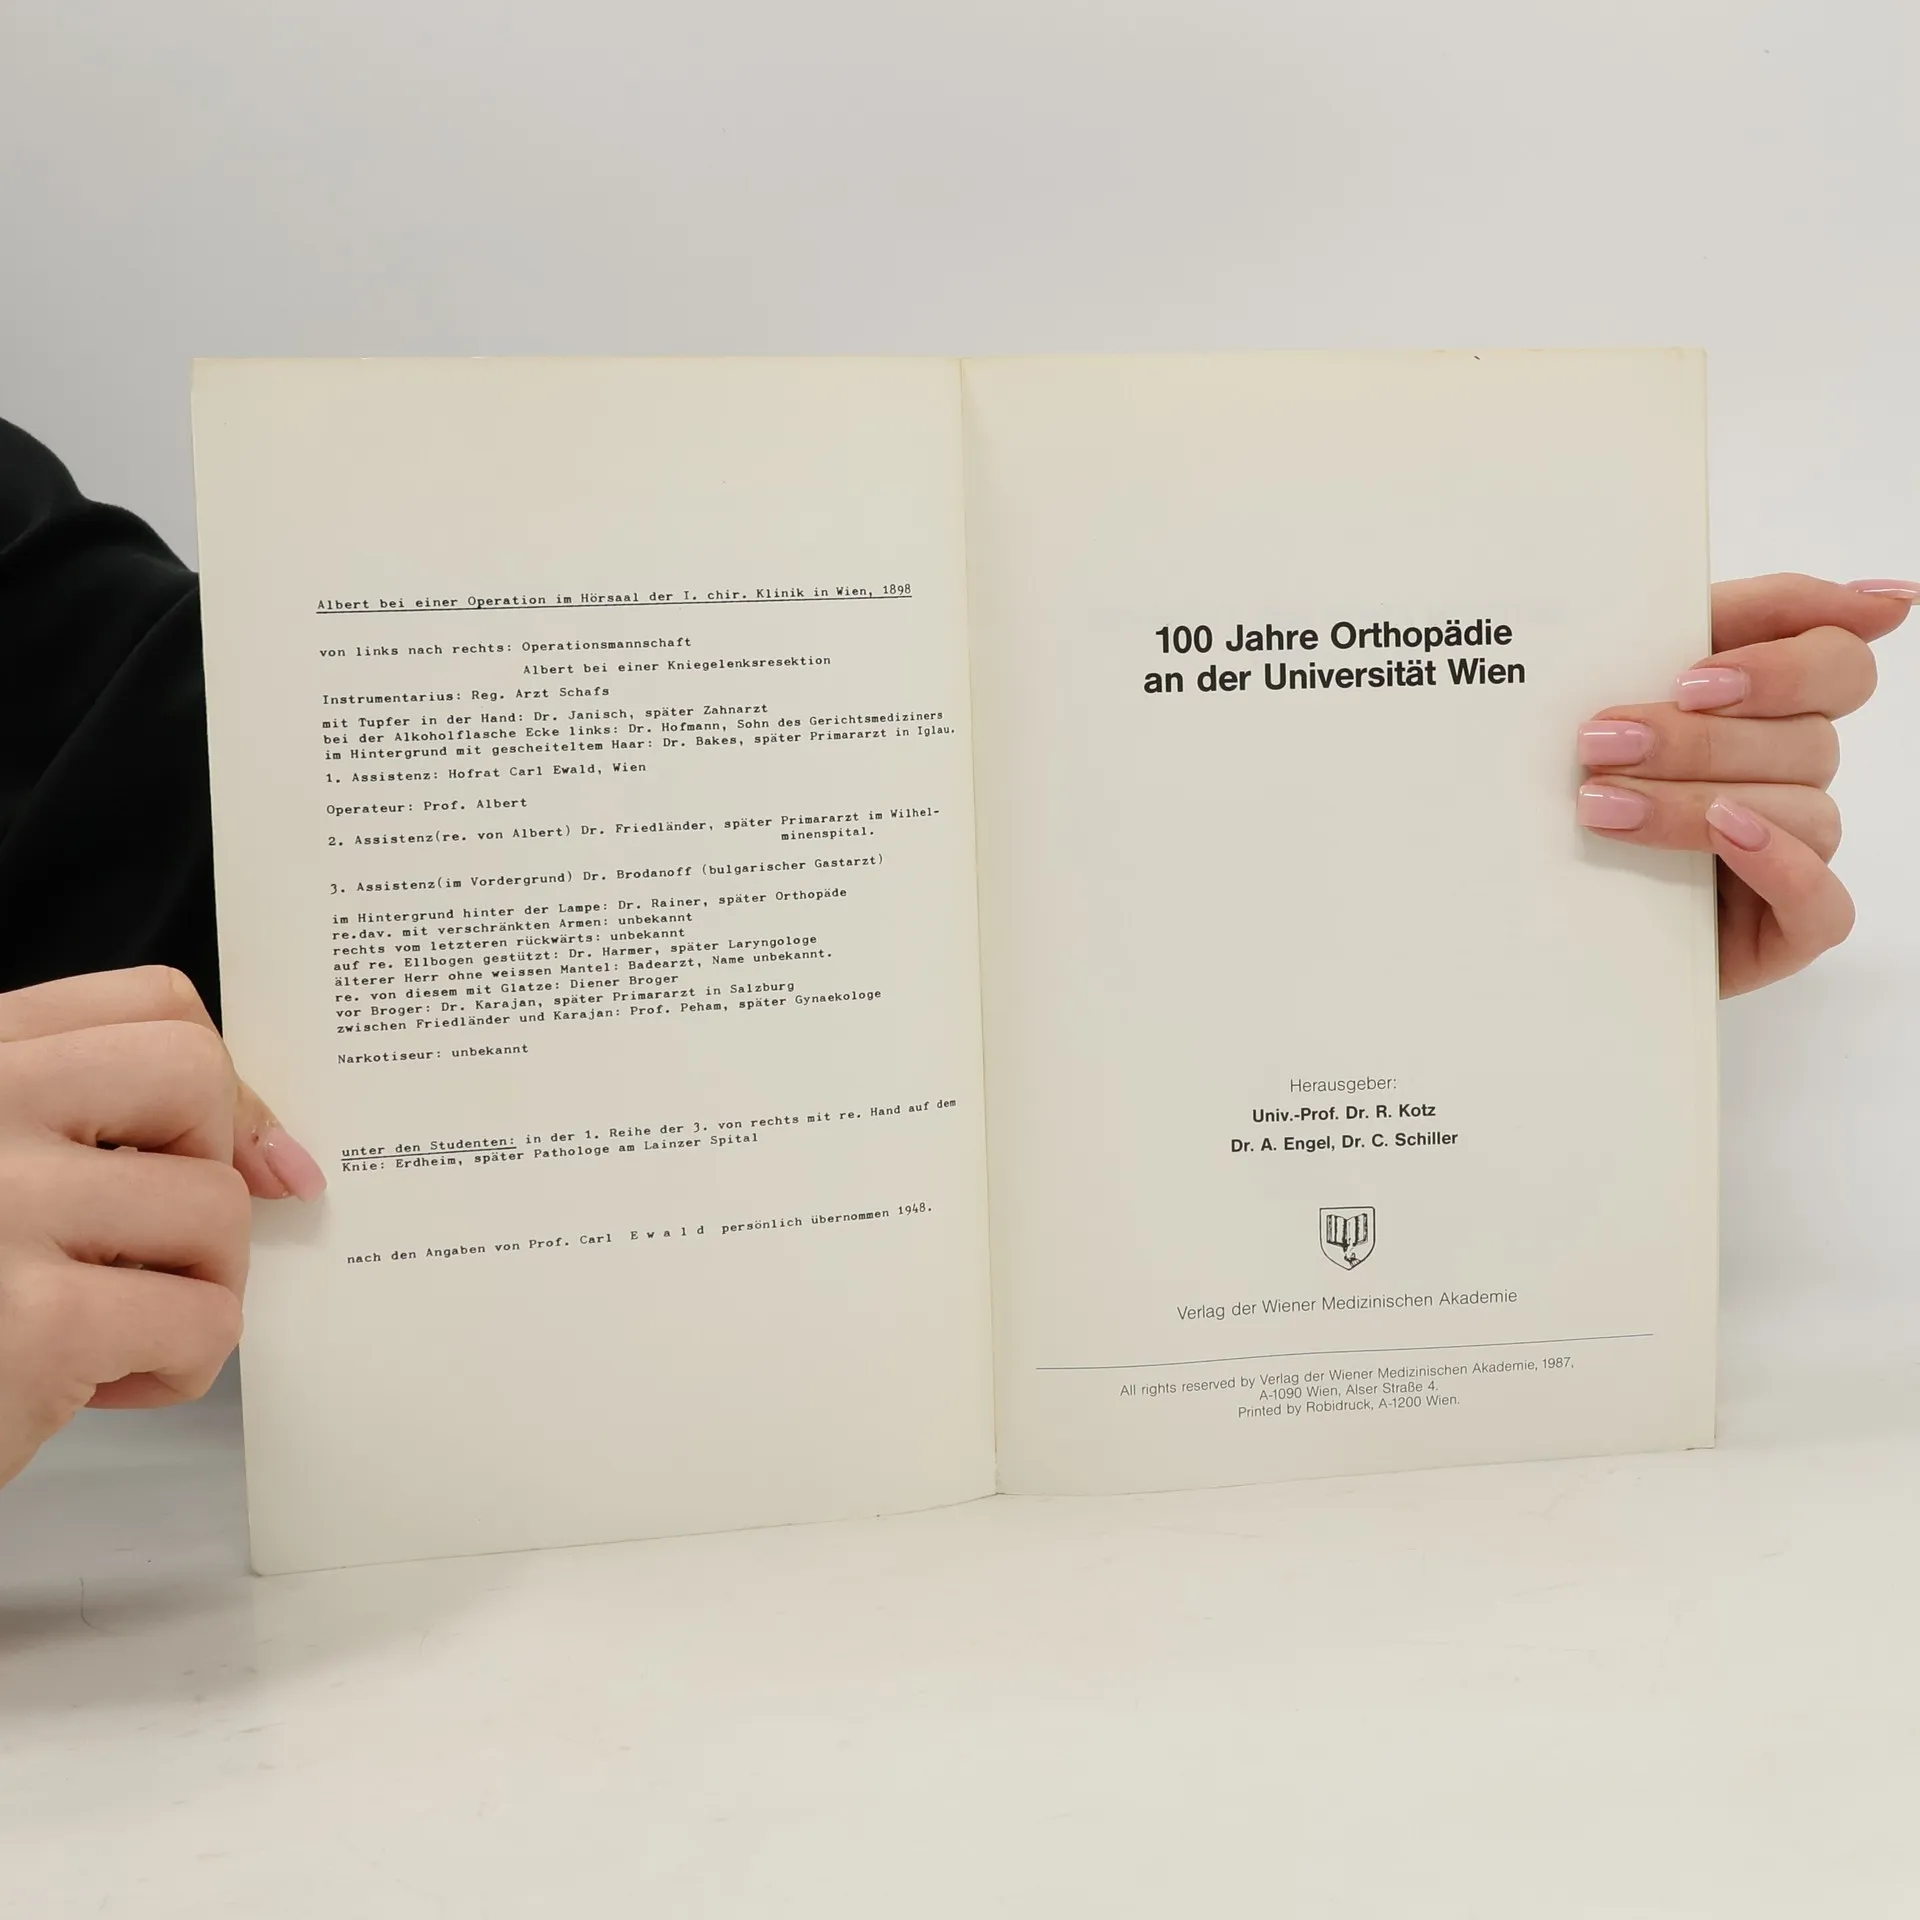 Albert bei einer Operation im Hörsaal der I. chir. Klinik in Wien, 1898
von links nach rechts: Operationsmannschaft
Albert bei einer Kniegelenksresektion
Instrumentarius: Reg. Arzt Schafs
mit Tupfer in der Hand: Dr. Janisch, später Zahnarzt
bei der Alkoholflasche Ecke links: Dr. Hofmann, Sohn des Gerichtsmediziners
im Hintergrund mit gescheiteltem Haar: Dr. Bakes, später Primararzt in Iglau.
1. Assistenz: Hofrat Carl Ewald, Wien
Operateur: Prof. Albert
2. Assistenz(re. von Albert) Dr. Friedländer, später Primararzt im Wilhel-
minenspital.
3. Assistenz(im Vordergrund) Dr. Brodanoff (bulgarischer Gastarzt)
im Hintergrund hinter der Lampe: Dr. Rainer, später Orthopäde
re.dav. mit verschränkten Armen: unbekannt
rechts vom letzteren rückwärts: unbekannt
auf re. Ellbogen gestützt: Dr. Harmer, später Laryngologe
älterer Herr ohne weissen Mantel: Badearzt, Name unbekannt.
re. von diesem mit Glatze: Diener Broger
vor Broger: Dr. Karajan, später Primararzt in Salzburg
zwischen Friedländer und Karajan: Prof. Peham, später Gynaekologe
Narkotiseur: unbekannt
unter den Studenten: in der 1. Reihe der 3. von rechts mit re. Hand auf dem
Knie: Erdheim, später Pathologe am Lainzer Spital
nach den Angaben von Prof. Carl E w a l d persönlich übernommen 1948.
100 Jahre Orthopädie
an der Universität Wien
Herausgeber:
Univ.-Prof. Dr. R. Kotz
Dr. A. Engel, Dr. C. Schiller
Verlag der Wiener Medizinischen Akademie
All rights reserved by Verlag der Wiener Medizinischen Akademie, 1987,
A-1090 Wien, Alser Straße 4.
Printed by Robidruck, A-1200 Wien.